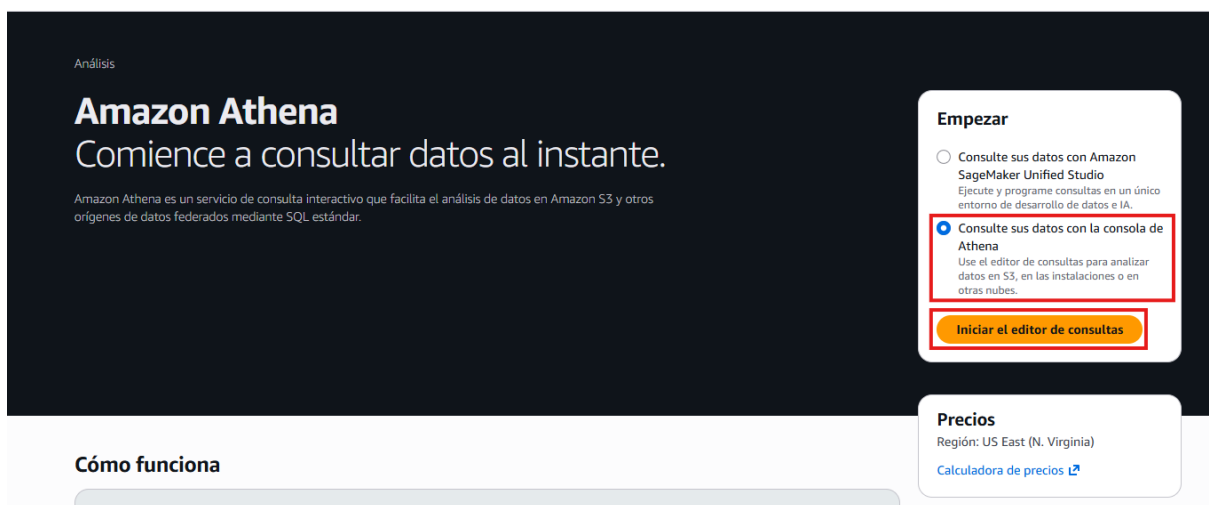 Análisis
Amazon Athena
Comience a consultar datos al instante.
Amazon Athena es un servicio de consulta interactivo que facilita el análisis de datos en Amazon S3 y otros
orígenes de datos federados mediante SQL estándar.
Empezar
Consulte sus datos con Amazon
SageMaker Unified Studio
Ejecute y programe consultas en un único
entorno de desarrollo de datos e IA.
Consulte sus datos con la consola de
Athena
Use el editor de consultas para analizar
datos en S3, en las instalaciones o en
otras nubes.
Iniciar el editor de consultas
Precios
Región: US East (N. Virginia)
Calculadora de precios
Cómo funciona